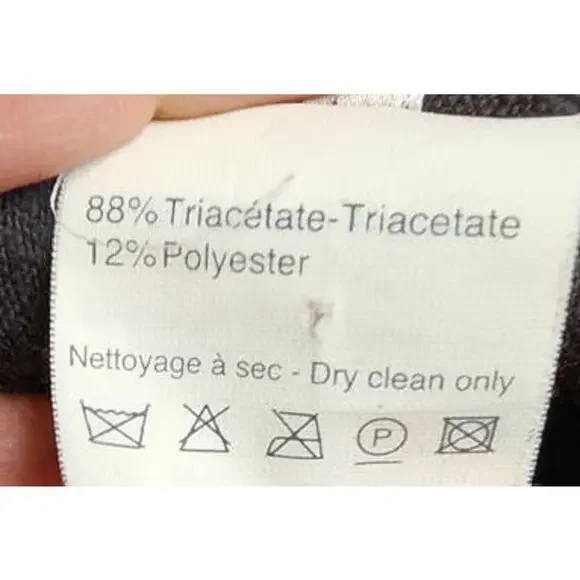 88% Triacétate-Triacetate
12% Polyester
Nettoyage à sec - Dry clean only
P